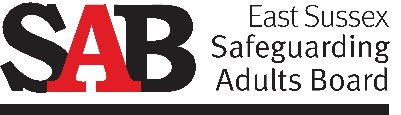 SAB
East Sussex
Safeguarding
Adults Board